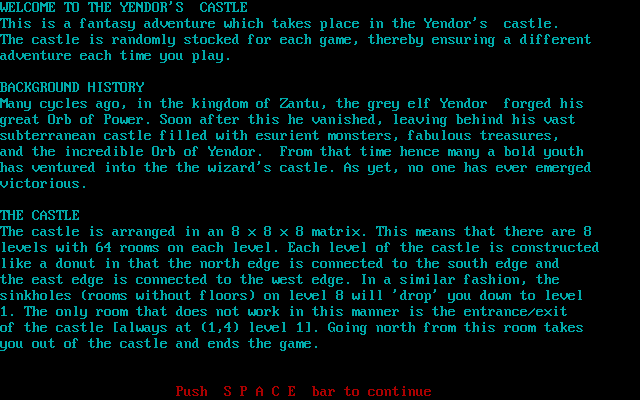 WELCOME TO THE YENDOR'S  CASTLE
This is a fantasy adventure which takes place in the Yendor's  castle.
The castle is randomly stocked for each game, thereby ensuring a different
adventure each time you play.
BACKGROUND HISTORY
Many cycles ago, in the kingdom of Zantu, the grey elf Yendor  forged his
great Orb of Power. Soon after this he vanished, leaving behind his vast
subterranean castle filled with esurient monsters, fabulous treasures,
and the incredible Orb of Yendor.  From that time hence many a bold youth
has ventured into the the wizard's castle. As yet, no one has ever emerged
victorious.
THE CASTLE
The castle is arranged in an 8 x 8 x 8 matrix. This means that there are 8
levels with 64 rooms on each level. Each level of the castle is constructed
like a donut in that the north edge is connected to the south edge and
the east edge is connected to the west edge. In a similar fashion, the
sinkholes (rooms without floors) on level 8 will 'drop' you down to level
1. The only room that does not work in this manner is the entrance/exit
of the castle [always at (1,4) level 1]. Going north from this room takes
you out of the castle and ends the game.
Push  S P A C E  bar to continue